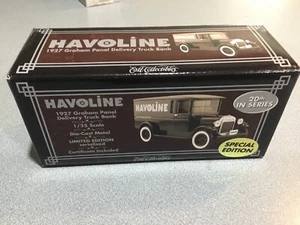 HAVOLINE
1927 Graham Panel
Delivery Truck Bank
Ertl Collectibles
HAVOLINE
1927 Graham Panel
Delivery Truck Bank
1/25 Scale
Die-Cast Metal
LIMITED EDITION
serialized
Certificate Included
HAVOLINE
20th
IN SERIES
SPECIAL
EDITION